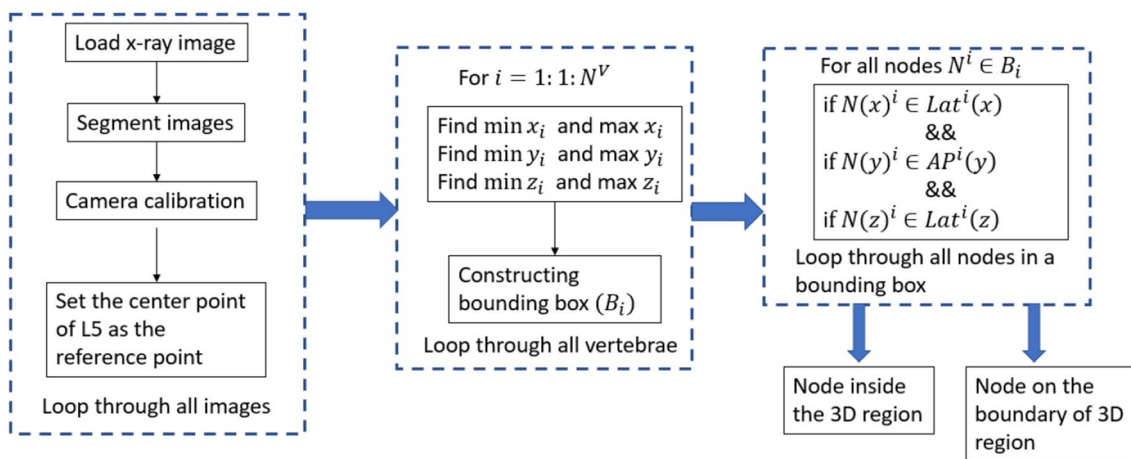 Load x-ray image
Segment images
Camera calibration
Set the center point
of L5 as the
reference point
Loop through all images
For i = 1: 1: N^V
Find min x_i and max x_i
Find min y_i and max y_i
Find min z_i and max z_i
Constructing
bounding box (B_i)
Loop through all vertebrae
For all nodes N^i ∈ B_i
if N(x)^i ∈ Lat^i(x)
&&
if N(y)^i ∈ AP^i(y)
&&
if N(z)^i ∈ Lat^i(z)
Loop through all nodes in a
bounding box
Node inside
the 3D region
Node on the
boundary of 3D
region